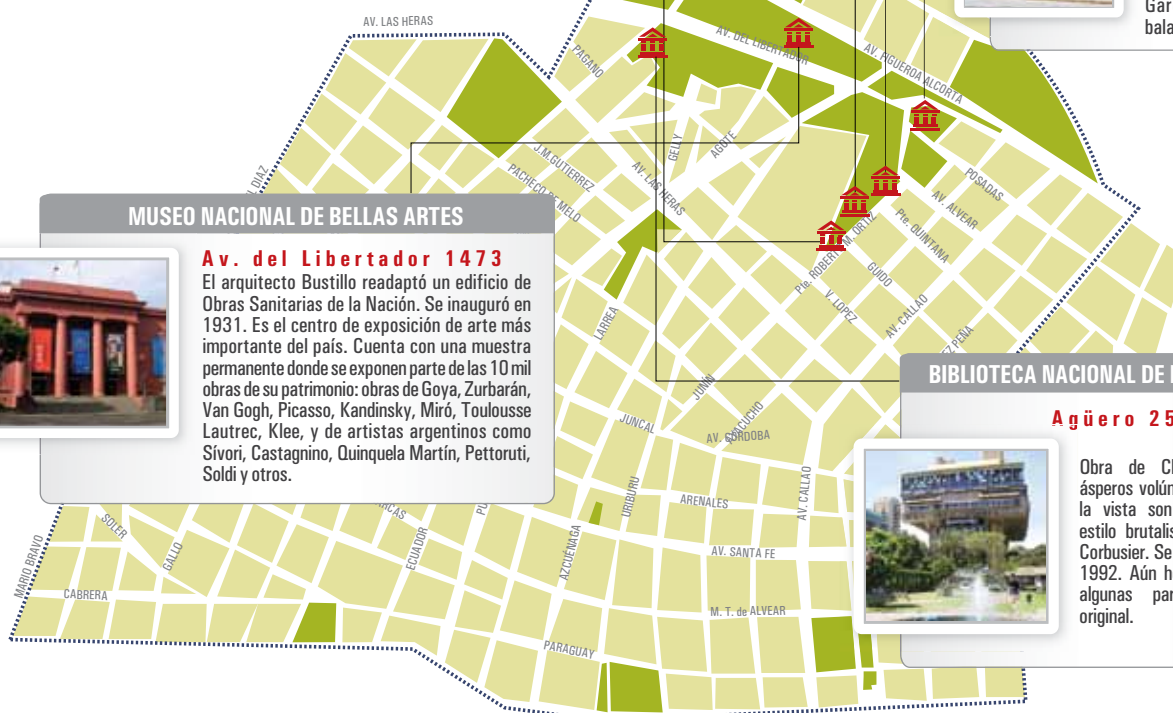 Gar
bala
AV. LAS HERAS
PAGANO
AV. DEL LIBERTADOR
AV. FIGUEROA ALCORTA
GELLY
AGOTE
J.M.GUTIERREZ
PACHECO DE MELO
AV. LAS HERAS
DIAZ
POSADAS
AV. ALVEAR
Pte. QUINTANA
Pte. ROBERTO M. ORTIZ
GUIDO
V. LOPEZ
AV. CALLAO
PEÑA
MUSEO NACIONAL DE BELLAS ARTES
Av. del Libertador 1473
El arquitecto Bustillo readaptó un edificio de
Obras Sanitarias de la Nación. Se inauguró en
1931. Es el centro de exposición de arte más
importante del país. Cuenta con una muestra
permanente donde se exponen parte de las 10 mil
obras de su patrimonio: obras de Goya, Zurbarán,
Van Gogh, Picasso, Kandinsky, Miró, Toulousse
Lautrec, Klee, y de artistas argentinos como
Sívori, Castagnino, Quinquela Martín, Pettoruti,
Soldi y otros.
LARREA
JUNÍN
AYACUCHO
JUNCAL
AV. CÓRDOBA
URIBURU
ARENALES
AV. CALLAO
AV. SANTA FE
AZCUÉNAGA
ECUADOR
SOLER
GALLO
MARIO BRAVO
CABRERA
M. T. de ALVEAR
PARAGUAY
BIBLIOTECA NACIONAL DE
Agüero 25
Obra de Cl
ásperos volúm
la vista son
estilo brutalis
Corbusier. Se
1992. Aún h
algunas par
original.